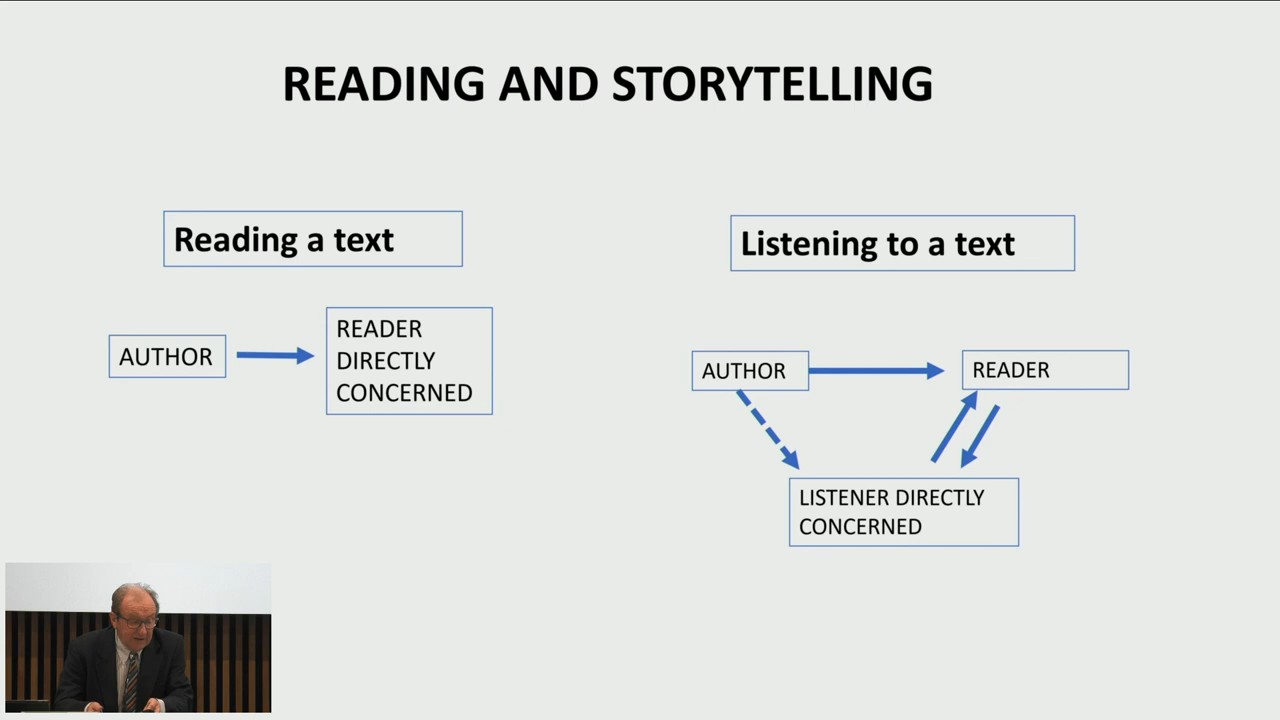 READING AND STORYTELLING
Reading a text
AUTHOR
READER
DIRECTLY
CONCERNED
Listening to a text
AUTHOR
READER
LISTENER DIRECTLY
CONCERNED